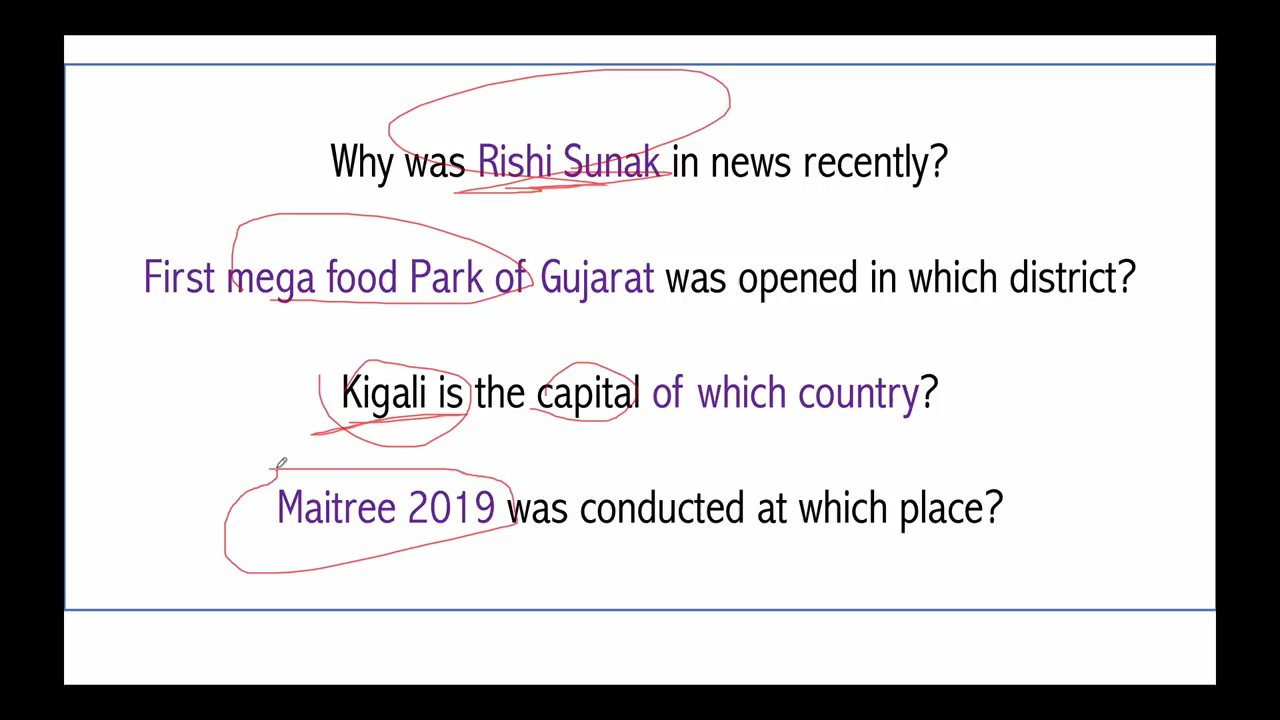 Why was Rishi Sunak in news recently?
First mega food Park of Gujarat was opened in which district?
Kigali is the capital of which country?
Maitree 2019 was conducted at which place?